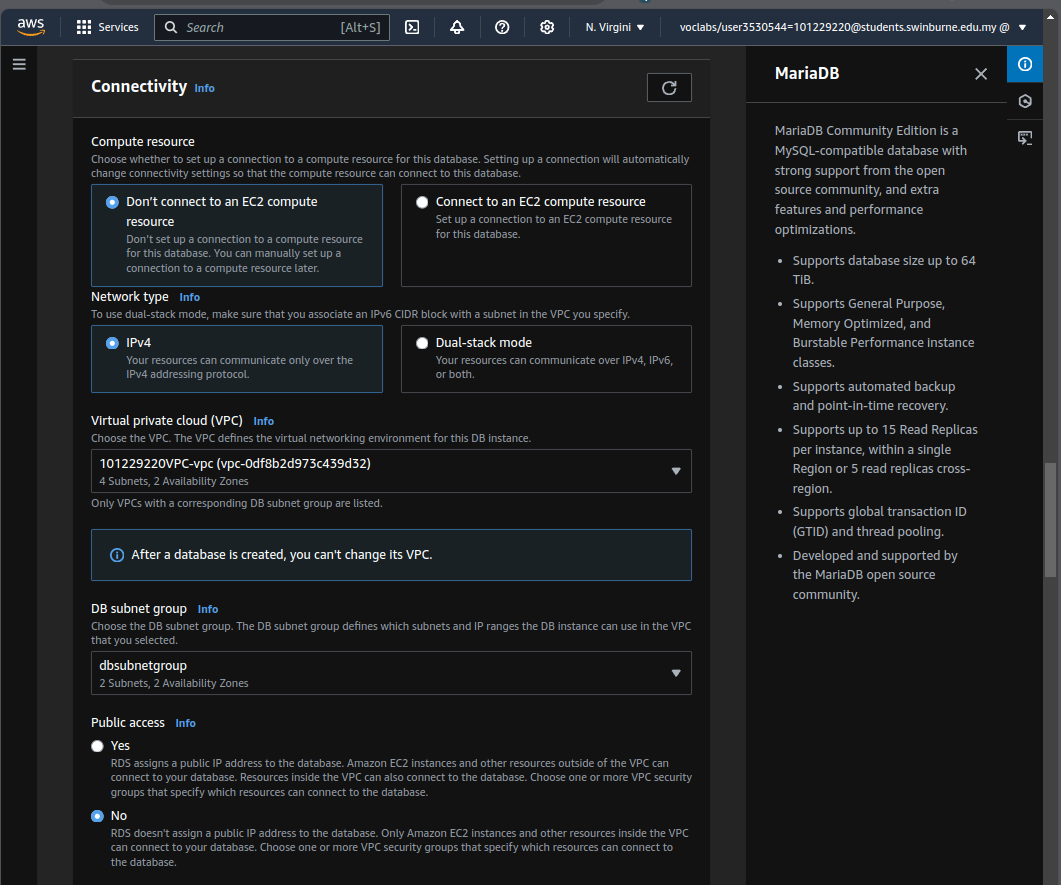 aws
Services
Search
[Alt+S]
N. Virgini
voclabs/user3530544=101229220@students.swinburne.edu.my @
Connectivity Info
Compute resource
Choose whether to set up a connection to a compute resource for this database. Setting up a connection will automatically
change connectivity settings so that the compute resource can connect to this database.
Don't connect to an EC2 compute
resource
Don't set up a connection to a compute resource
for this database. You can manually set up a
connection to a compute resource later.
Connect to an EC2 compute resource
Set up a connection to an EC2 compute resource
for this database.
Network type Info
To use dual-stack mode, make sure that you associate an IPv6 CIDR block with a subnet in the VPC you specify.
IPv4
Your resources can communicate only over the
IPv4 addressing protocol.
Dual-stack mode
Your resources can communicate over IPv4, IPv6,
or both.
Virtual private cloud (VPC) Info
Choose the VPC. The VPC defines the virtual networking environment for this DB instance.
101229220VPC-vpc (vpc-0df8b2d973c439d32)
4 Subnets, 2 Availability Zones
Only VPCs with a corresponding DB subnet group are listed.
After a database is created, you can't change its VPC.
DB subnet group Info
Choose the DB subnet group. The DB subnet group defines which subnets and IP ranges the DB instance can use in the VPC
that you selected.
dbsubnetgroup
2 Subnets, 2 Availability Zones
Public access Info
Yes
RDS assigns a public IP address to the database. Amazon EC2 instances and other resources outside of the VPC can
connect to your database. Resources inside the VPC can also connect to the database. Choose one or more VPC security
groups that specify which resources can connect to the database.
No
RDS doesn't assign a public IP address to the database. Only Amazon EC2 instances and other resources inside the VPC
can connect to your database. Choose one or more VPC security groups that specify which resources can connect to
the database.
MariaDB
MariaDB Community Edition is a
MySQL-compatible database with
strong support from the open
source community, and extra
features and performance
optimizations.
• Supports database size up to 64
TiB.
• Supports General Purpose,
Memory Optimized, and
Burstable Performance instance
classes.
• Supports automated backup
and point-in-time recovery.
• Supports up to 15 Read Replicas
per instance, within a single
Region or 5 read replicas cross-
region.
• Supports global transaction ID
(GTID) and thread pooling.
• Developed and supported by
the MariaDB open source
community.